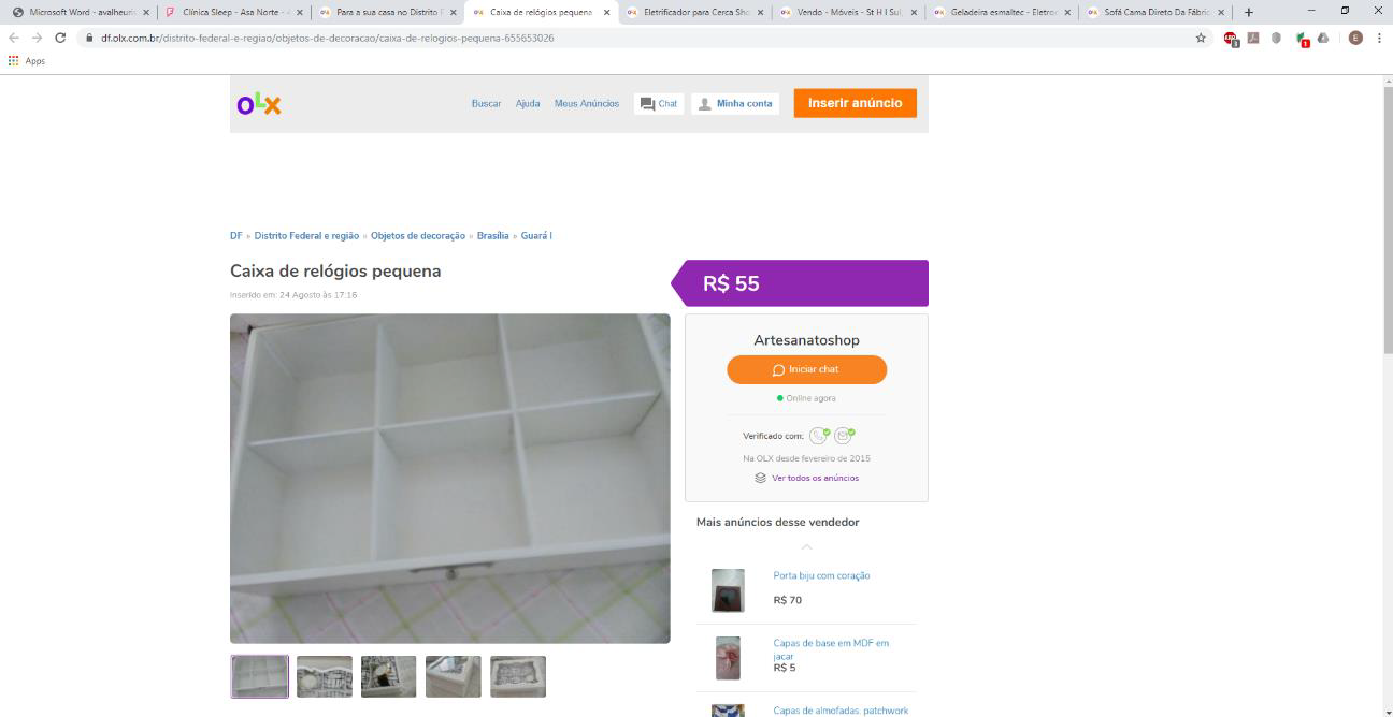 Microsoft Word - avalheuris
Clínica Sleep – Asa Norte –
Para a sua casa no Distrito F
Caixa de relógios pequena
Eletrificador para Cerca Sho
Vendo - Móveis - St H I Sul,
Geladeira esmaltec - Eletro
Sofá Cama Direto Da Fábric
df.olx.com.br/distrito-federal-e-regiao/objetos-de-decoracao/caixa-de-relogios-pequena-655653026
3
1
E
Apps
OLX
Buscar
Ajuda
Meus Anúncios
Chat
Minha conta
Inserir anúncio
DF » Distrito Federal e região » Objetos de decoração » Brasília » Guará I
Caixa de relógios pequena
Inserido em: 24 Agosto às 17:16
R$ 55
Artesanatoshop
Iniciar chat
Online agora
Verificado com:
Na OLX desde fevereiro de 2015
Ver todos os anúncios
Mais anúncios desse vendedor
Porta biju com coração
R$ 70
Capas de base em MDF em
jacar
R$ 5
Capas de almofadas, patchwork